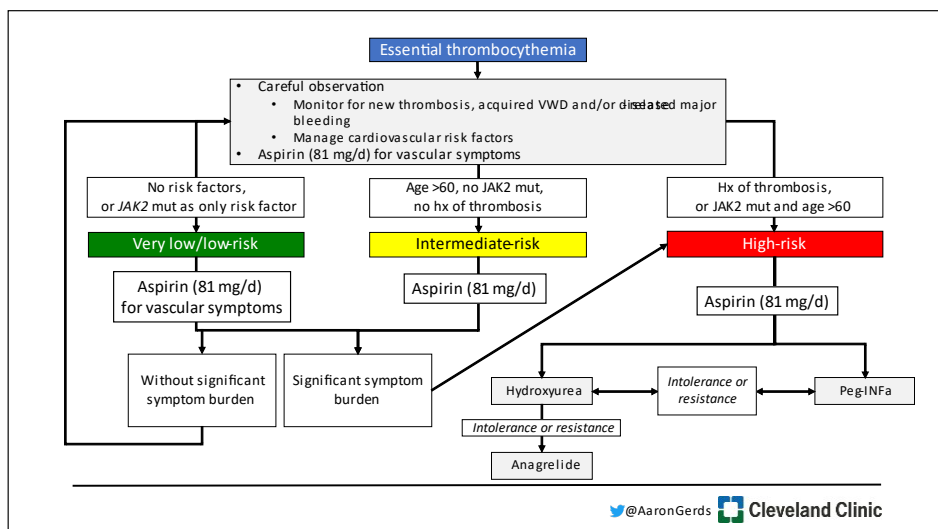 Essential thrombocythemia
• Careful observation
• Monitor for new thrombosis, acquired VWD and/or major
bleeding
• Manage cardiovascular risk factors
• Aspirin (81 mg/d) for vascular symptoms
No risk factors,
or JAK2 mut as only risk factor
Age >60, no JAK2 mut,
no hx of thrombosis
Hx of thrombosis,
or JAK2 mut and age >60
Very low/low-risk
Intermediate-risk
High-risk
Aspirin (81 mg/d)
for vascular symptoms
Aspirin (81 mg/d)
Aspirin (81 mg/d)
Without significant
symptom burden
Significant symptom
burden
Hydroxyurea
Intolerance or
resistance
Peg-INFa
Intolerance or resistance
Anagrelide
@AaronGerds
Cleveland Clinic